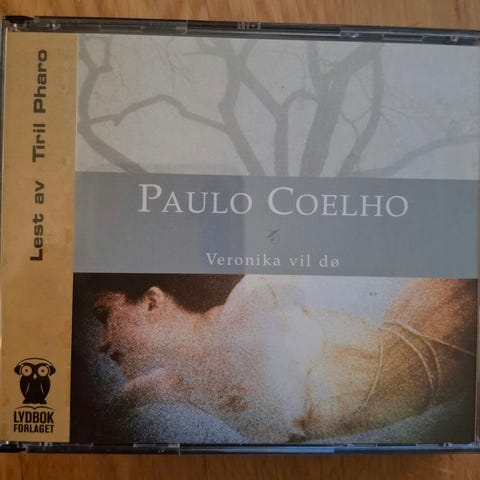 Lest av Tiril Pharo
PAULO COELHO
Veronika vil dø
LYDBOK
FORLAGET